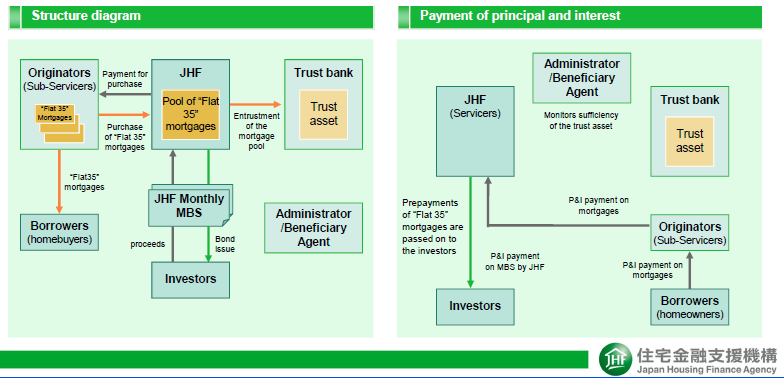 Structure diagram
Originators
(Sub-Servicers)
"Flat 35"
Mortgages
Payment for
purchase
Purchase
of "Flat 35"
mortgages
JHF
Pool of "Flat
35"
mortgages
Entrustment
of the
mortgage
pool
Trust bank
Trust
asset
"Flat35"
mortgages
Borrowers
(homebuyers)
JHF Monthly
MBS
proceeds
Bond
Issue
Investors
Administrator
/Beneficiary
Agent
Payment of principal and interest
JHF
(Servicers)
Administrator
/Beneficiary
Agent
Monitors sufficiency
of the trust asset
Trust bank
Trust
asset
Prepayments
of "Flat 35"
mortgages are
passed on to
the investors
P&I payment on
mortgages
P&I payment
on MBS by JHF
Originators
(Sub-Servicers)
P&I payment on
mortgages
Investors
Borrowers
(homeowners)
JHF
住宅金融支援機構
Japan Housing Finance Agency